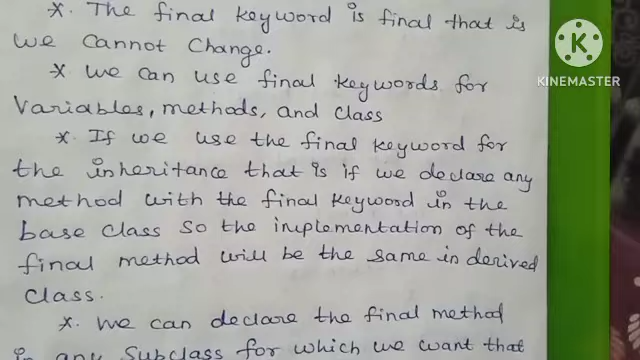 * The final keyword is final that is
we cannot change.
* We can use final keywords for
variables, methods, and class
* If we use the final keyword for
the inheritance that is if we declare any
method with the final keyword in the
base class so the implementation of the
final method will be the same in derived
class.
* We can declare the final method
in any subclass for which we want that
KINEMASTER